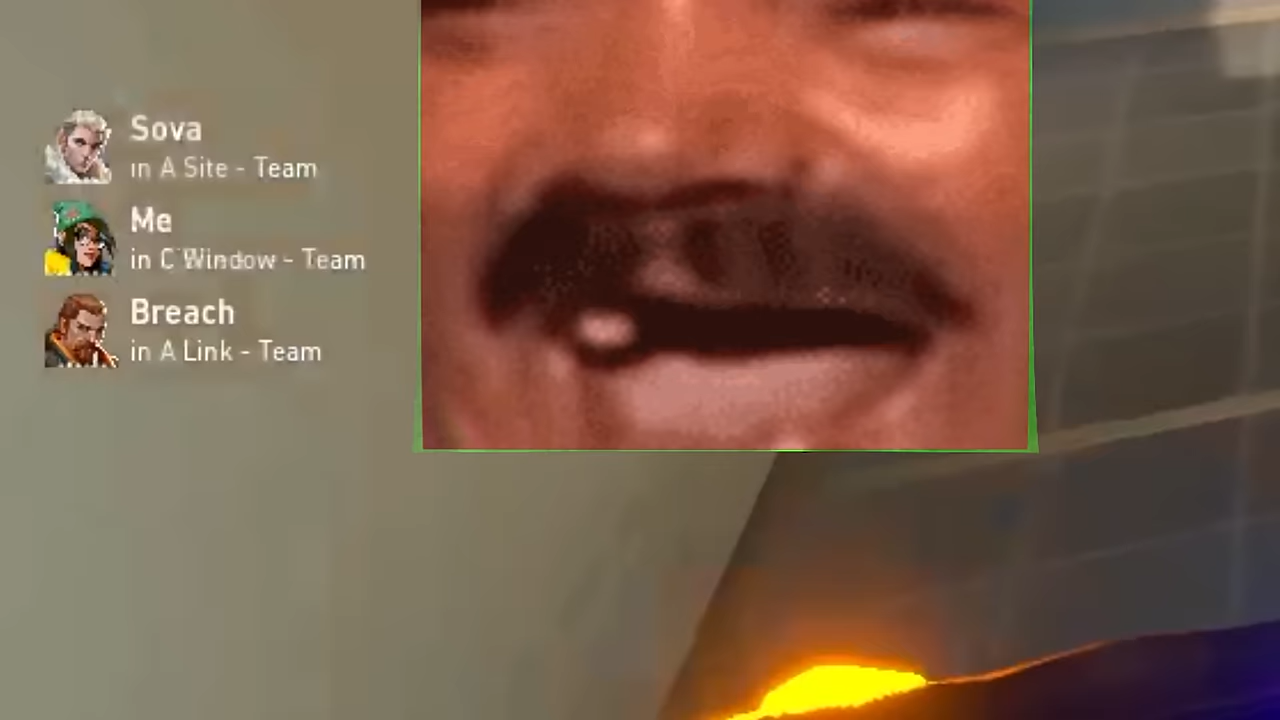 Sova
in A Site - Team
Me
in C Window - Team
Breach
in A Link - Team